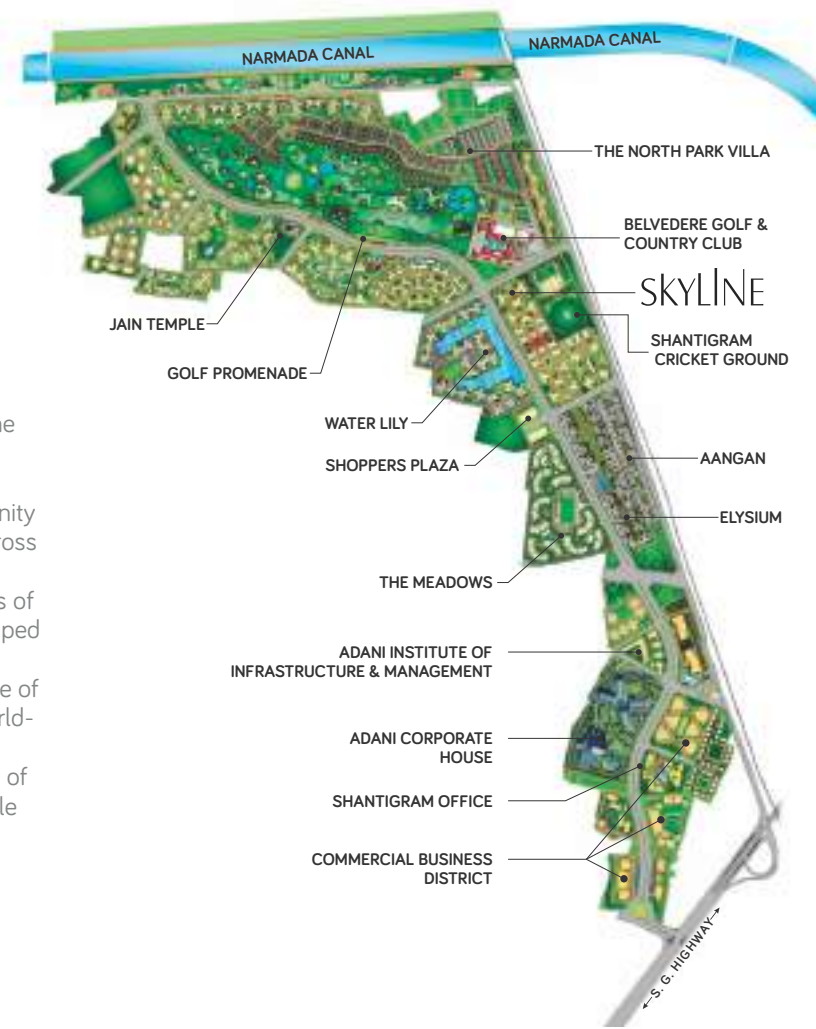 NARMADA CANAL
NARMADA CANAL
THE NORTH PARK VILLA
BELVEDERE GOLF &
COUNTRY CLUB
SKYLINE
SHANTIGRAM
CRICKET GROUND
JAIN TEMPLE
GOLF PROMENADE
WATER LILY
SHOPPERS PLAZA
AANGAN
ELYSIUM
THE MEADOWS
ADANI INSTITUTE OF
INFRASTRUCTURE & MANAGEMENT
ADANI CORPORATE
HOUSE
SHANTIGRAM OFFICE
COMMERCIAL BUSINESS
DISTRICT
S. G. HIGHWAY
of
of